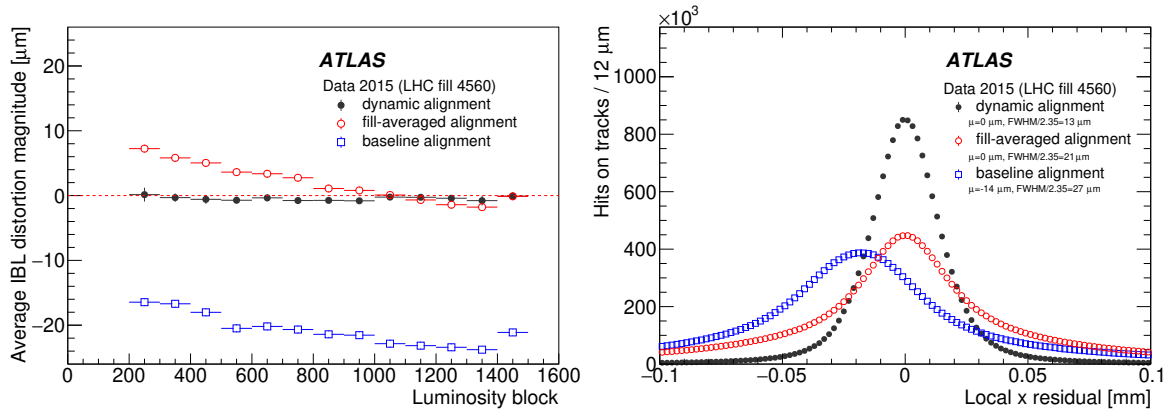 Average IBL distortion magnitude [μm]
20
10
0
−10
−20
ATLAS
Data 2015 (LHC fill 4560)
dynamic alignment
fill-averaged alignment
baseline alignment
0 200 400 600 800 1000 1200 1400 1600
Luminosity block
×10³
Hits on tracks / 12 μm
1000
800
600
400
200
0
ATLAS
Data 2015 (LHC fill 4560)
dynamic alignment
μ=0 μm, FWHM/2.35=13 μm
fill-averaged alignment
μ=0 μm, FWHM/2.35=21 μm
baseline alignment
μ=-14 μm, FWHM/2.35=27 μm
−0.1 −0.05 0 0.05 0.1
Local x residual [mm]